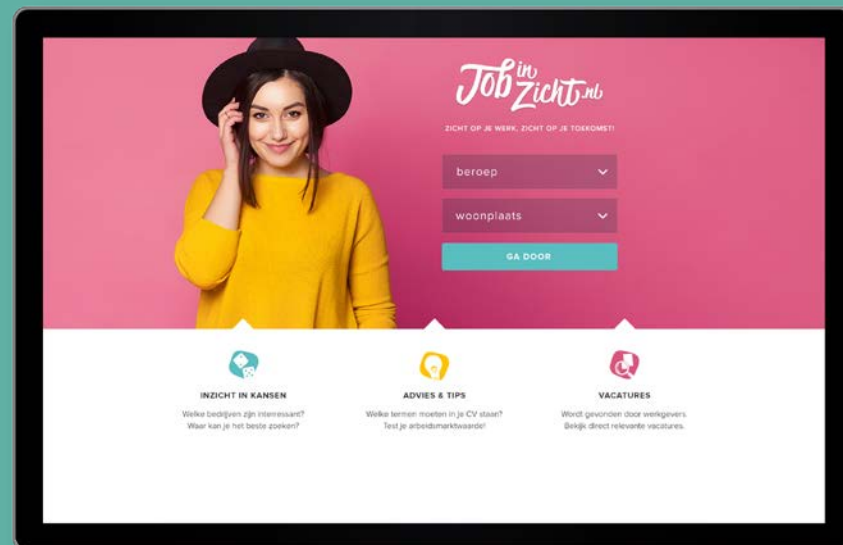 Job in Zicht.nl
ZICHT OP JE WERK, ZICHT OP JE TOEKOMST!
beroep
woonplaats
GA DOOR
INZICHT IN KANSEN
Welke bedrijven zijn interressant?
Waar kan je het beste zoeken?
ADVIES & TIPS
Welke termen moeten in je CV staan?
Test je arbeidsmarktwaarde!
VACATURES
Wordt gevonden door werkgevers.
Bekijk direct relevante vacatures.